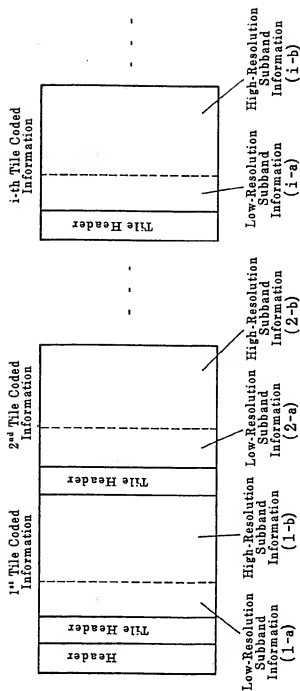 1st Tile Coded
Information
2nd Tile Coded
Information
i-th Tile Coded
Information
Header
Tile Header
Tile Header
Tile Header
Low-Resolution
Subband
Information
(1-a)
High-Resolution
Subband
Information
(1-b)
Low-Resolution
Subband
Information
(2-a)
High-Resolution
Subband
Information
(2-b)
Low-Resolution
Subband
Information
(i-a)
High-Resolution
Subband
Information
(i-b)